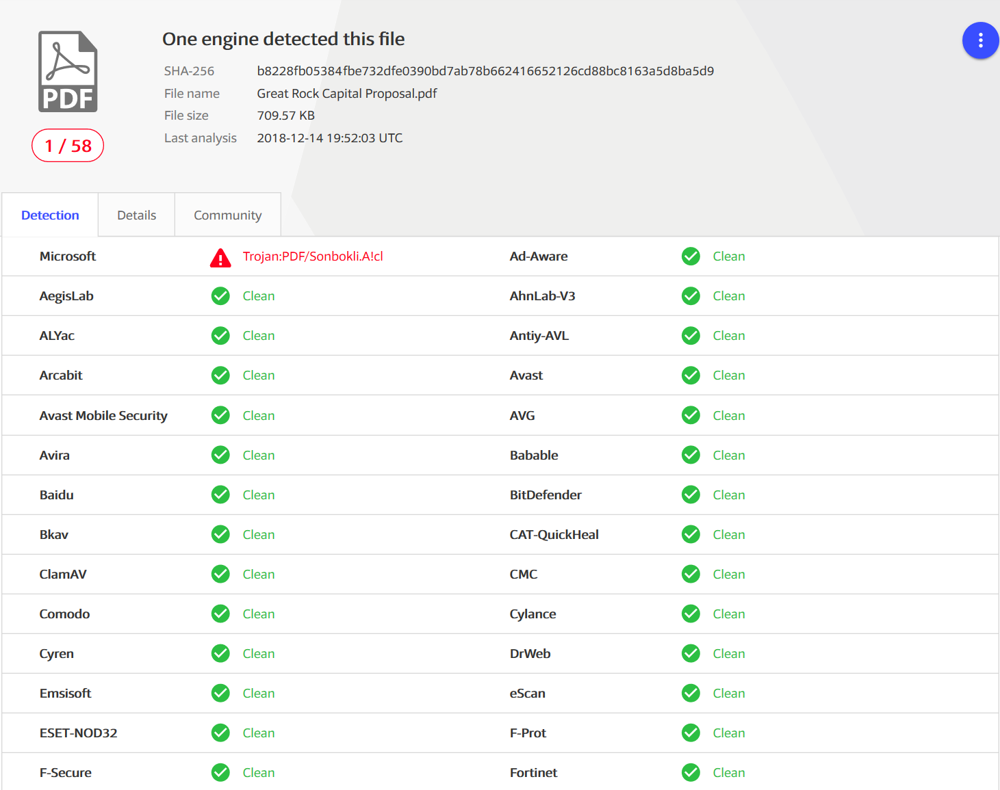 One engine detected this file
SHA-256 b8228fb05384fbe732dfe0390bd7ab78b662416652126cd88bc8163a5d8ba5d9
File name Great Rock Capital Proposal.pdf
File size 709.57 KB
Last analysis 2018-12-14 19:52:03 UTC
PDF
1 / 58
Detection Details Community
Microsoft Trojan:PDF/Sonbokli.A!cl Ad-Aware Clean
AegisLab Clean AhnLab-V3 Clean
ALYac Clean Antiy-AVL Clean
Arcabit Clean Avast Clean
Avast Mobile Security Clean AVG Clean
Avira Clean Babable Clean
Baidu Clean BitDefender Clean
Bkav Clean CAT-QuickHeal Clean
ClamAV Clean CMC Clean
Comodo Clean Cylance Clean
Cyren Clean DrWeb Clean
Emsisoft Clean eScan Clean
ESET-NOD32 Clean F-Prot Clean
F-Secure Clean Fortinet Clean